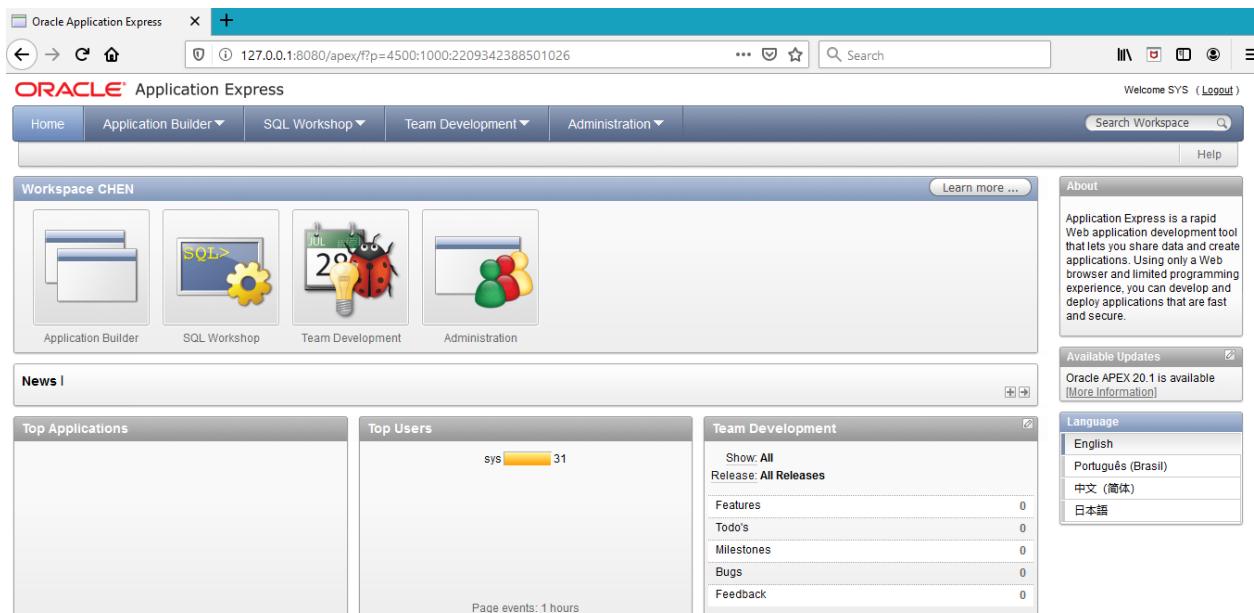 Oracle Application Express
127.0.0.1:8080/apex/f?p=4500:1000:2209342388501026
Search
ORACLE Application Express
Welcome SYS ( Logout )
Home
Application Builder
SQL Workshop
Team Development
Administration
Search Workspace
Help
Workspace CHEN
Learn more ...
SQL>
JUL
28
Application Builder
SQL Workshop
Team Development
Administration
News
Top Applications
Top Users
sys 31
Page events: 1 hours
Team Development
Show: All
Release: All Releases
Features 0
Todo's 0
Milestones 0
Bugs 0
Feedback 0
About
Application Express is a rapid
Web application development tool
that lets you share data and create
applications. Using only a Web
browser and limited programming
experience, you can develop and
deploy applications that are fast
and secure.
Available Updates
Oracle APEX 20.1 is available
[More Information]
Language
English
Português (Brasil)
中文 (简体)
日本語